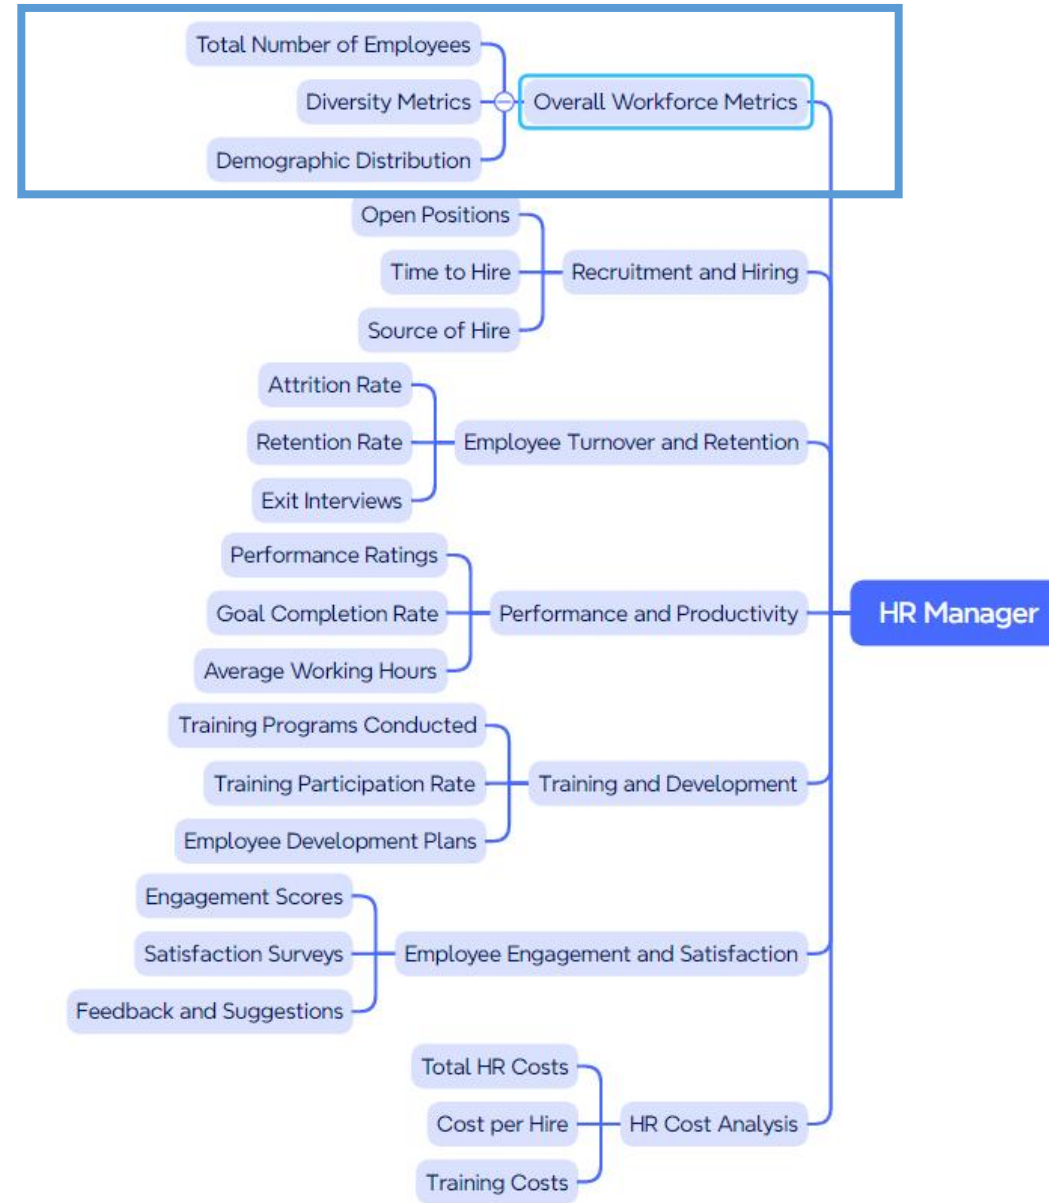 Total Number of Employees
Diversity Metrics
Overall Workforce Metrics
Demographic Distribution
Open Positions
Time to Hire
Recruitment and Hiring
Source of Hire
Attrition Rate
Retention Rate
Employee Turnover and Retention
Exit Interviews
Performance Ratings
Goal Completion Rate
Performance and Productivity
HR Manager
Average Working Hours
Training Programs Conducted
Training Participation Rate
Training and Development
Employee Development Plans
Engagement Scores
Satisfaction Surveys
Employee Engagement and Satisfaction
Feedback and Suggestions
Total HR Costs
Cost per Hire
HR Cost Analysis
Training Costs